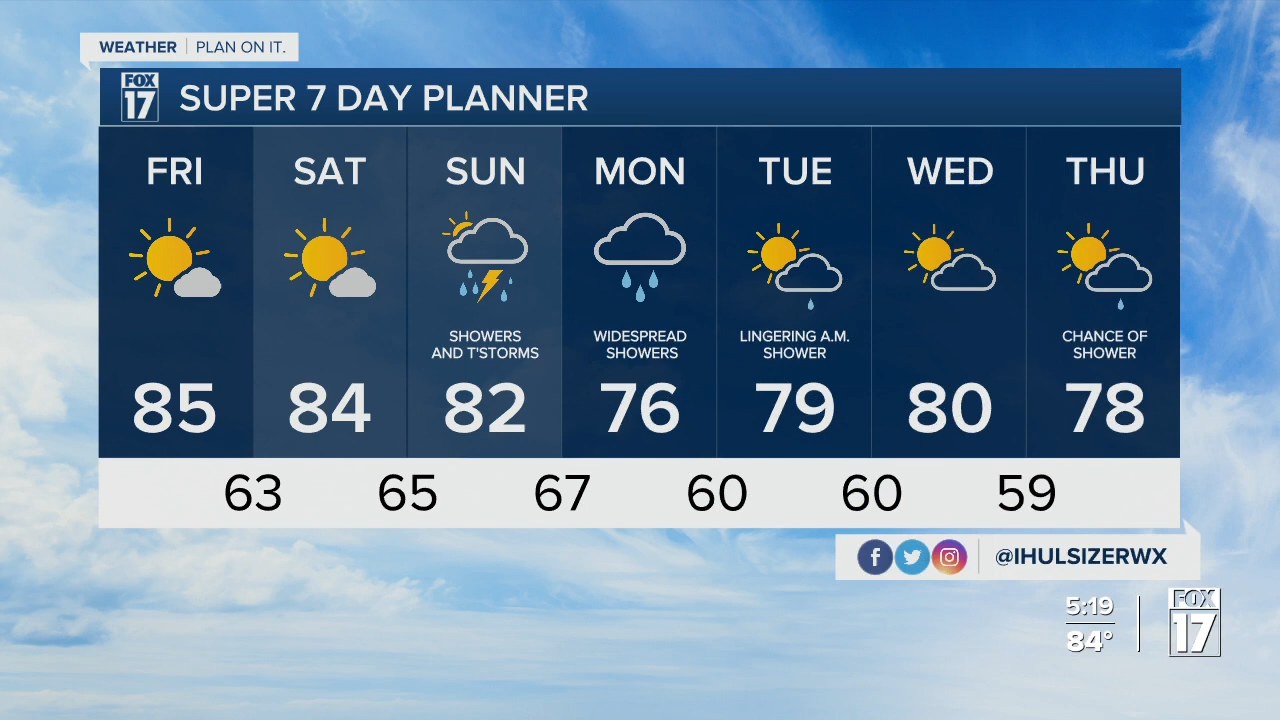 WEATHER | PLAN ON IT.
FOX
17
SUPER 7 DAY PLANNER
FRI SAT SUN MON TUE WED THU
SHOWERS
AND T'STORMS
WIDESPREAD
SHOWERS
LINGERING A.M.
SHOWER
CHANCE OF
SHOWER
85 84 82 76 79 80 78
63 65 67 60 60 59
@IHULSIZERWX
5:19
84°
FOX
17